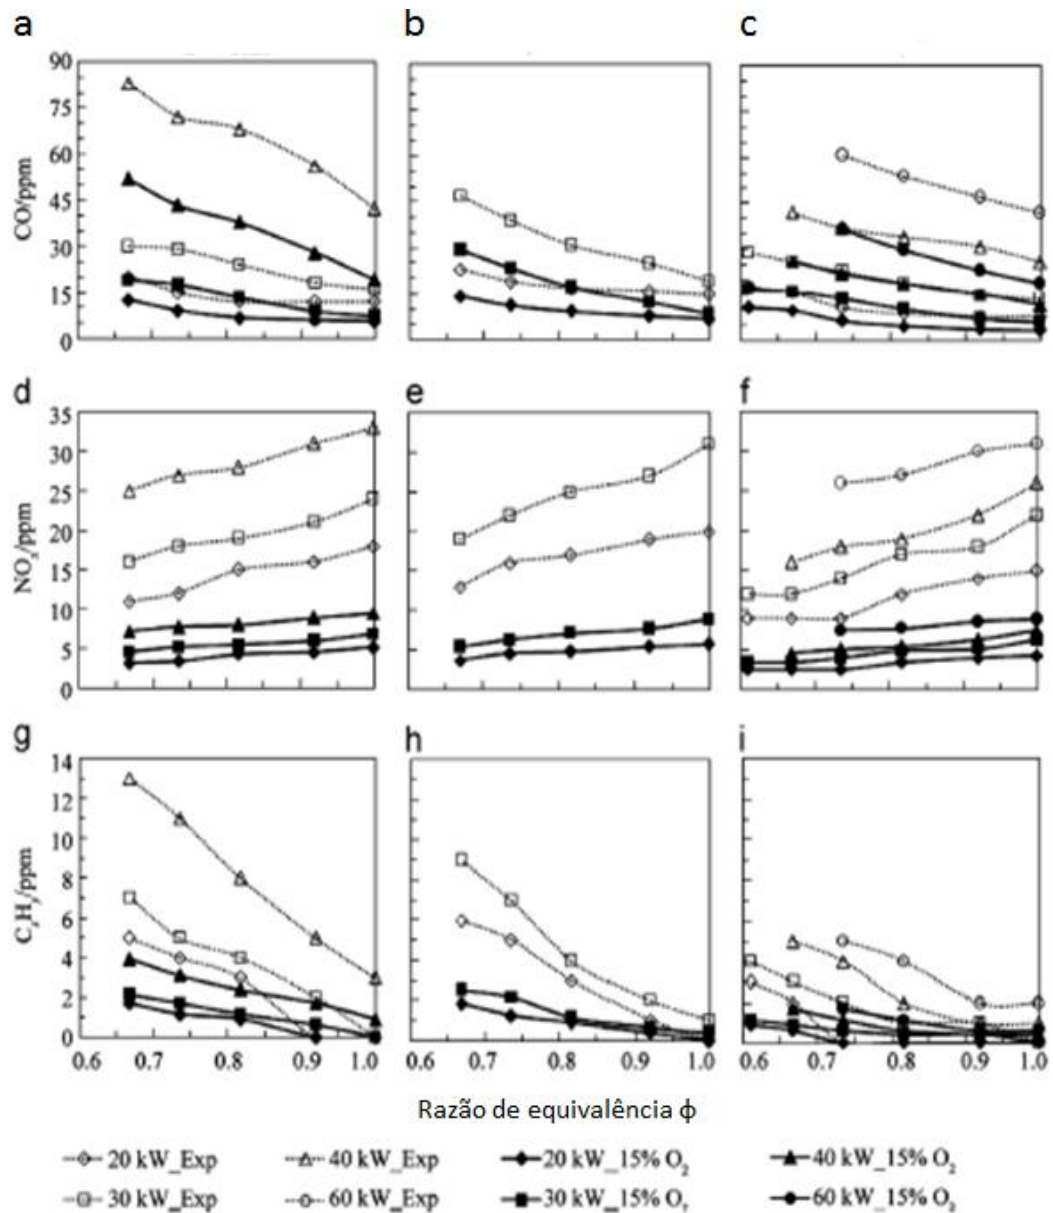 a b c
90
75
60
45
30
15
0
CO/ppm
d e f
35
30
25
20
15
10
5
0
NOₓ/ppm
g h i
14
12
10
8
6
4
2
0
CₓHᵧ/ppm
0.6 0.7 0.8 0.9 1.0 0.6 0.7 0.8 0.9 1.0 0.6 0.7 0.8 0.9 1.0
Razão de equivalência ϕ
20 kW_Exp 40 kW_Exp 20 kW_15% O₂ 40 kW_15% O₂
30 kW_Exp 60 kW_Exp 30 kW_15% O₂ 60 kW_15% O₂